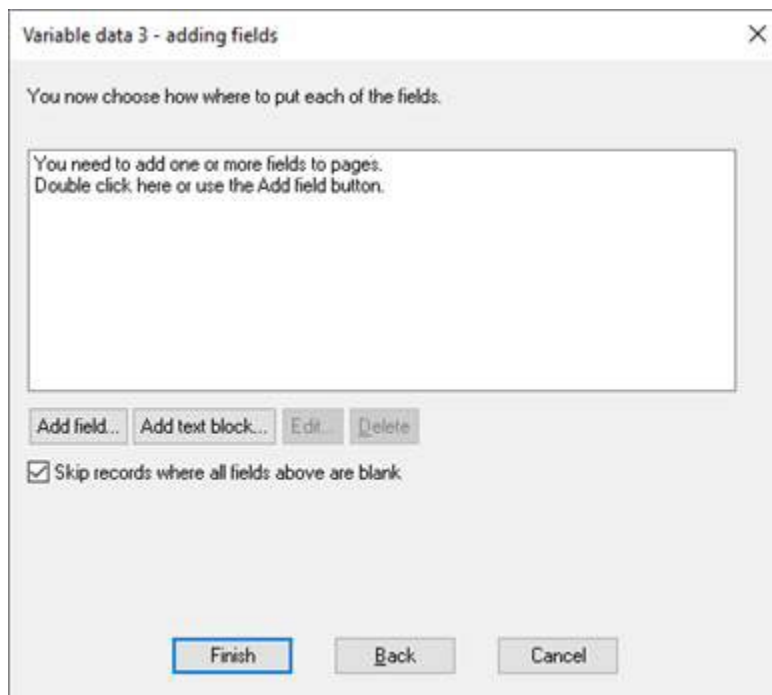 Variable data 3 - adding fields
You now choose how where to put each of the fields.
You need to add one or more fields to pages.
Double click here or use the Add field button.
Add field... Add text block... Edit... Delete
Skip records where all fields above are blank
Finish Back Cancel